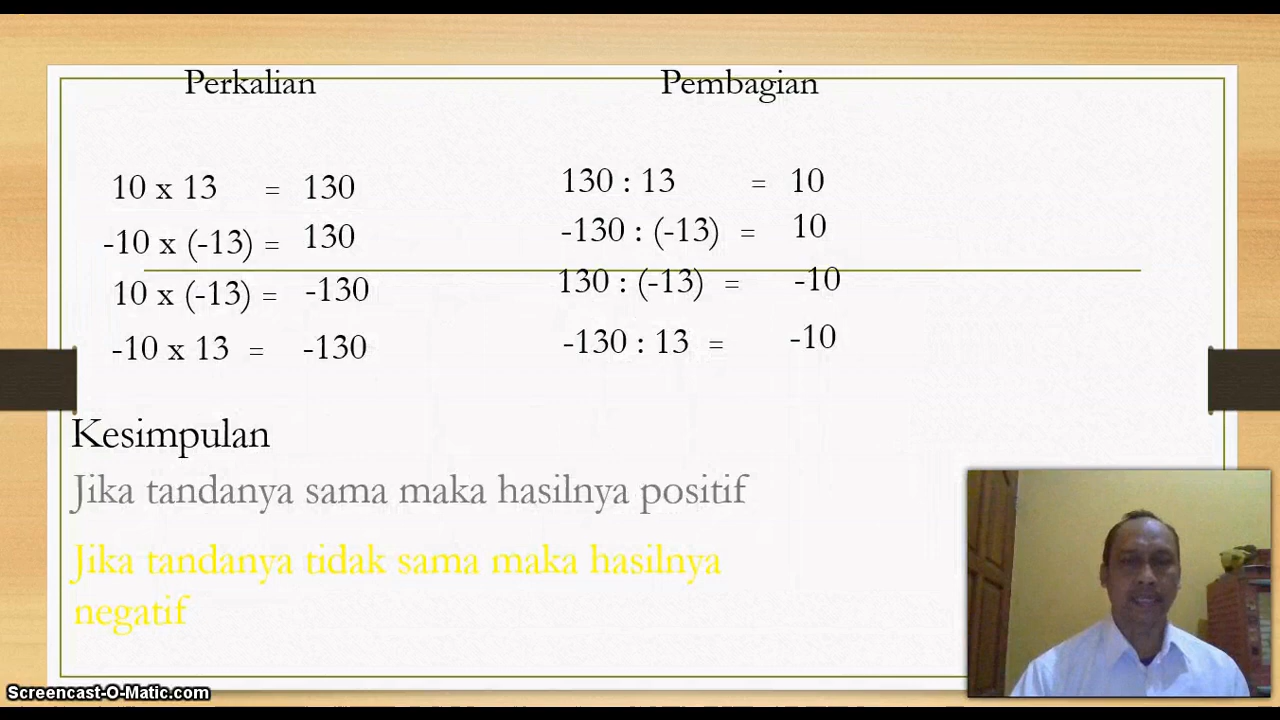 Perkalian
Pembagian
10 x 13 = 130
-10 x (-13) = 130
10 x (-13) = -130
-10 x 13 = -130
130 : 13 = 10
-130 : (-13) = 10
130 : (-13) = -10
-130 : 13 = -10
Kesimpulan
Jika tandanya sama maka hasilnya positif
Jika tandanya tidak sama maka hasilnya
negatif
Screencast-O-Matic.com